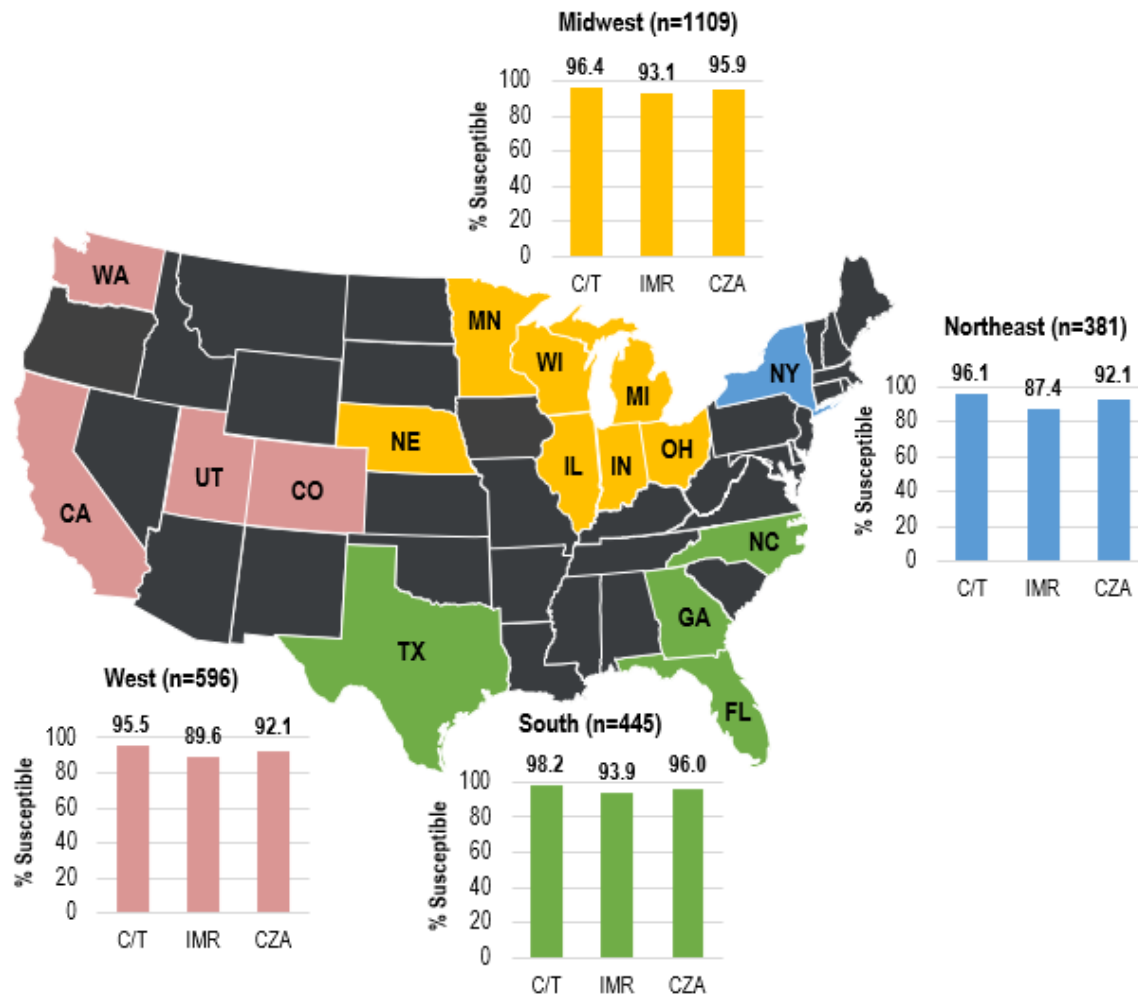 Midwest (n=1109)
96.4 93.1 95.9
100
80
60
40
20
0
% Susceptible
C/T IMR CZA
WA
MN
WI
MI
NY
NE
IL
IN
OH
UT
CO
CA
NC
GA
TX
FL
Northeast (n=381)
96.1 87.4 92.1
100
80
60
40
20
0
% Susceptible
C/T IMR CZA
West (n=596)
95.5 89.6 92.1
100
80
60
40
20
0
% Susceptible
C/T IMR CZA
South (n=445)
98.2 93.9 96.0
100
80
60
40
20
0
% Susceptible
C/T IMR CZA